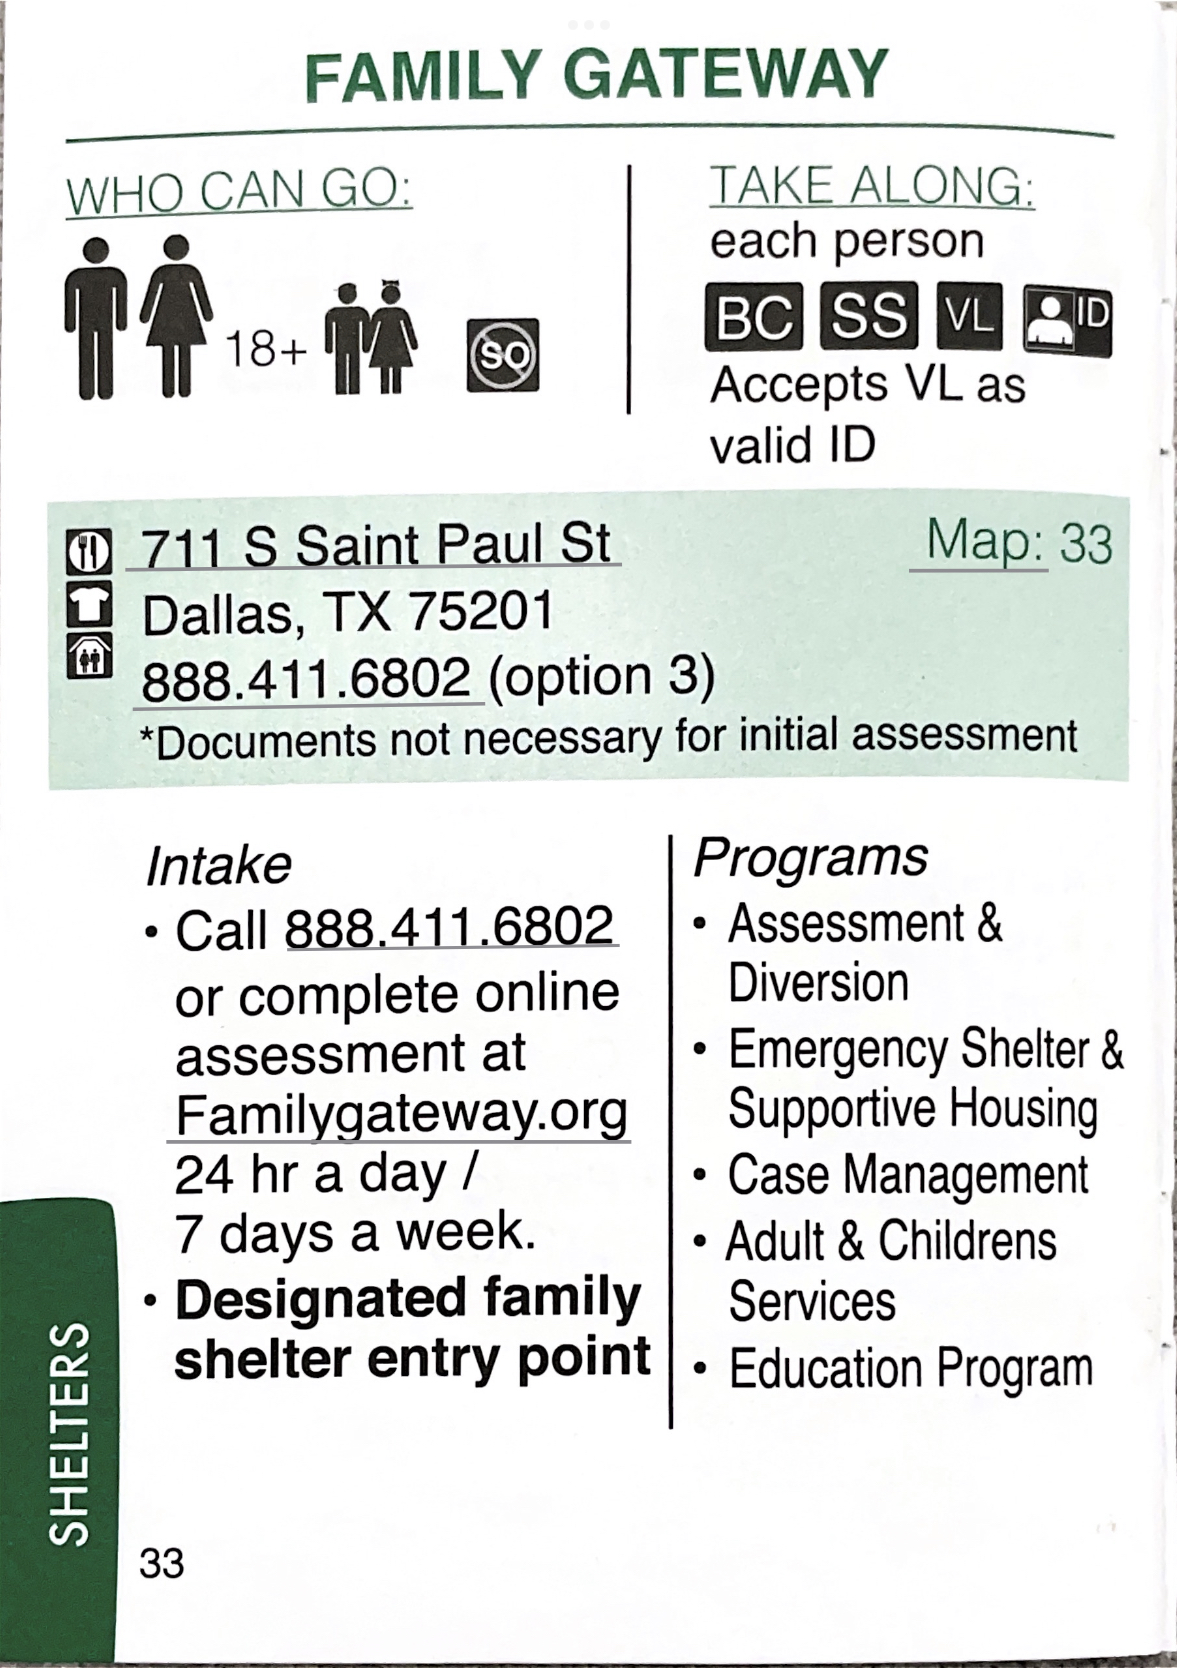 FAMILY GATEWAY
WHO CAN GO:
18+
SO
TAKE ALONG:
each person
BC SS VL ID
Accepts VL as
valid ID
711 S Saint Paul St
Map: 33
Dallas, TX 75201
888.411.6802 (option 3)
*Documents not necessary for initial assessment
Intake
• Call 888.411.6802
or complete online
assessment at
Familygateway.org
24 hr a day /
7 days a week.
• Designated family
shelter entry point
Programs
• Assessment &
Diversion
• Emergency Shelter &
Supportive Housing
• Case Management
• Adult & Childrens
Services
• Education Program
SHELTERS
33